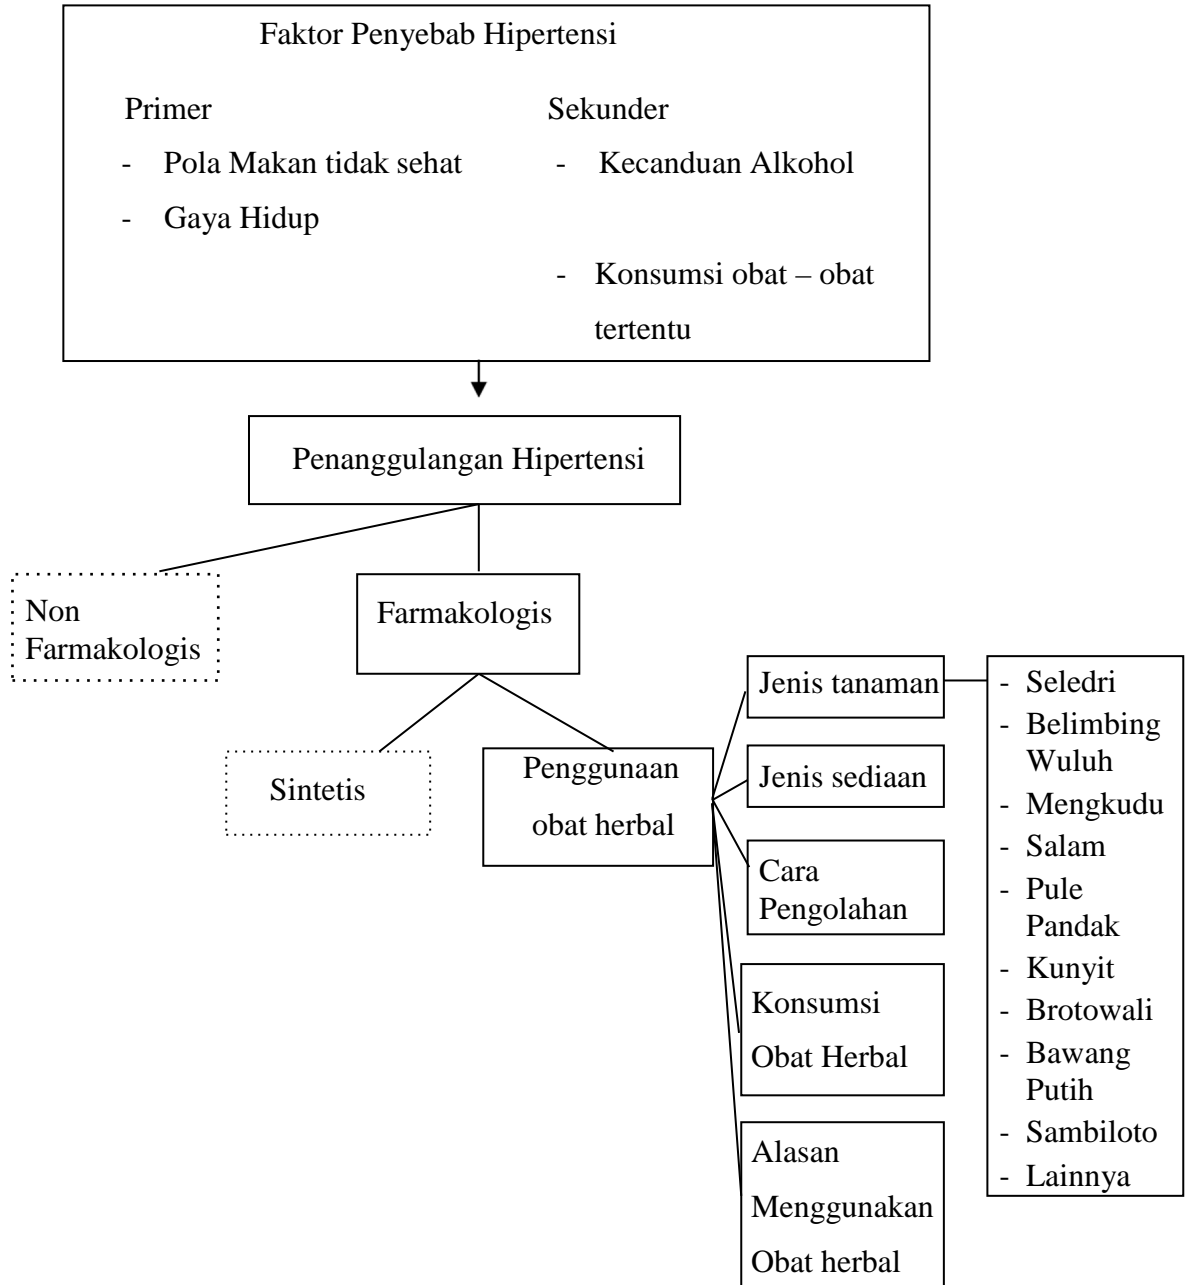 Faktor Penyebab Hipertensi
Primer
- Pola Makan tidak sehat
- Gaya Hidup
Sekunder
- Kecanduan Alkohol
- Konsumsi obat – obat
tertentu
Penanggulangan Hipertensi
Non
Farmakologis
Farmakologis
Sintetis
Penggunaan
obat herbal
Jenis tanaman
Jenis sediaan
Cara
Pengolahan
Konsumsi
Obat Herbal
Alasan
Menggunakan
Obat herbal
- Seledri
- Belimbing
Wuluh
- Mengkudu
- Salam
- Pule
Pandak
- Kunyit
- Brotowali
- Bawang
Putih
- Sambiloto
- Lainnya